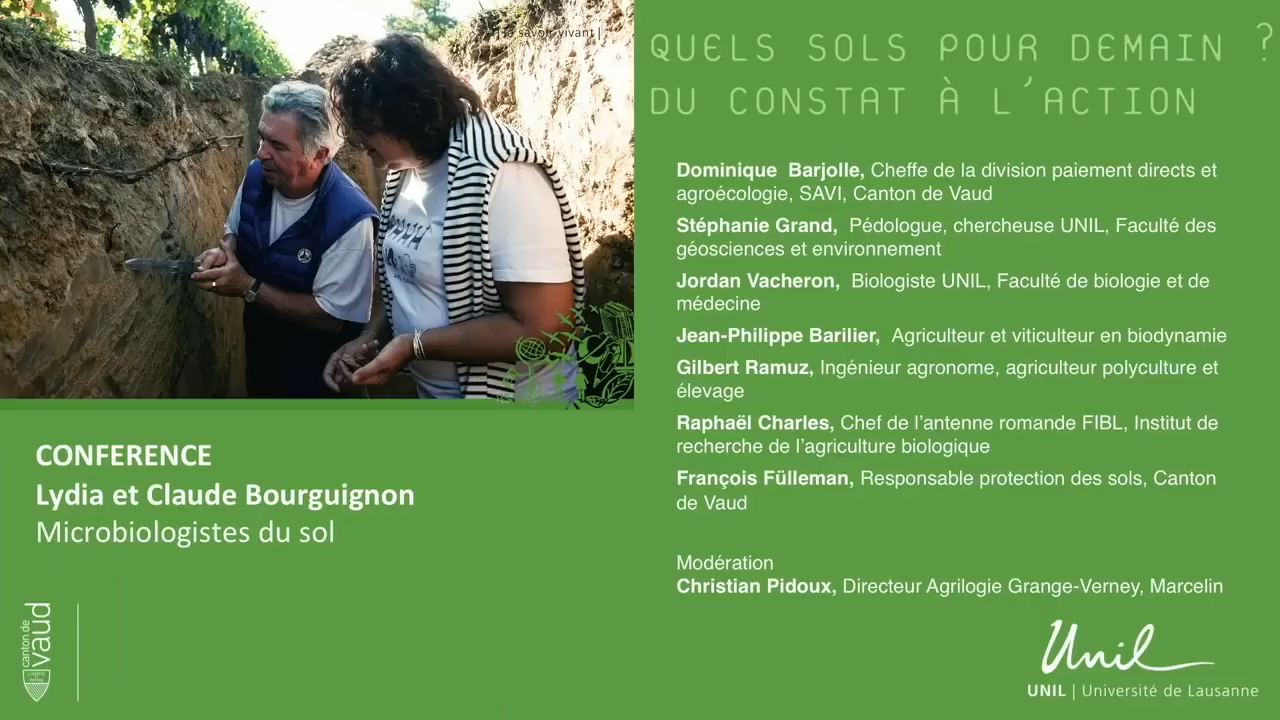 savoir vivant |
QUELS SOLS POUR DEMAIN ?
DU CONSTAT À L'ACTION
Dominique Barjolle, Cheffe de la division paiement directs et
agroécologie, SAVI, Canton de Vaud
Stéphanie Grand, Pédologue, chercheuse UNIL, Faculté des
géosciences et environnement
Jordan Vacheron, Biologiste UNIL, Faculté de biologie et de
médecine
Jean-Philippe Barilier, Agriculteur et viticulteur en biodynamie
Gilbert Ramuz, Ingénieur agronome, agriculteur polyculture et
élevage
Raphaël Charles, Chef de l'antenne romande FIBL, Institut de
recherche de l'agriculture biologique
François Fülleman, Responsable protection des sols, Canton
de Vaud
Modération
Christian Pidoux, Directeur Agrilogie Grange-Verney, Marcelin
CONFERENCE
Lydia et Claude Bourguignon
Microbiologistes du sol
canton de
vaud
Unil
UNIL | Université de Lausanne